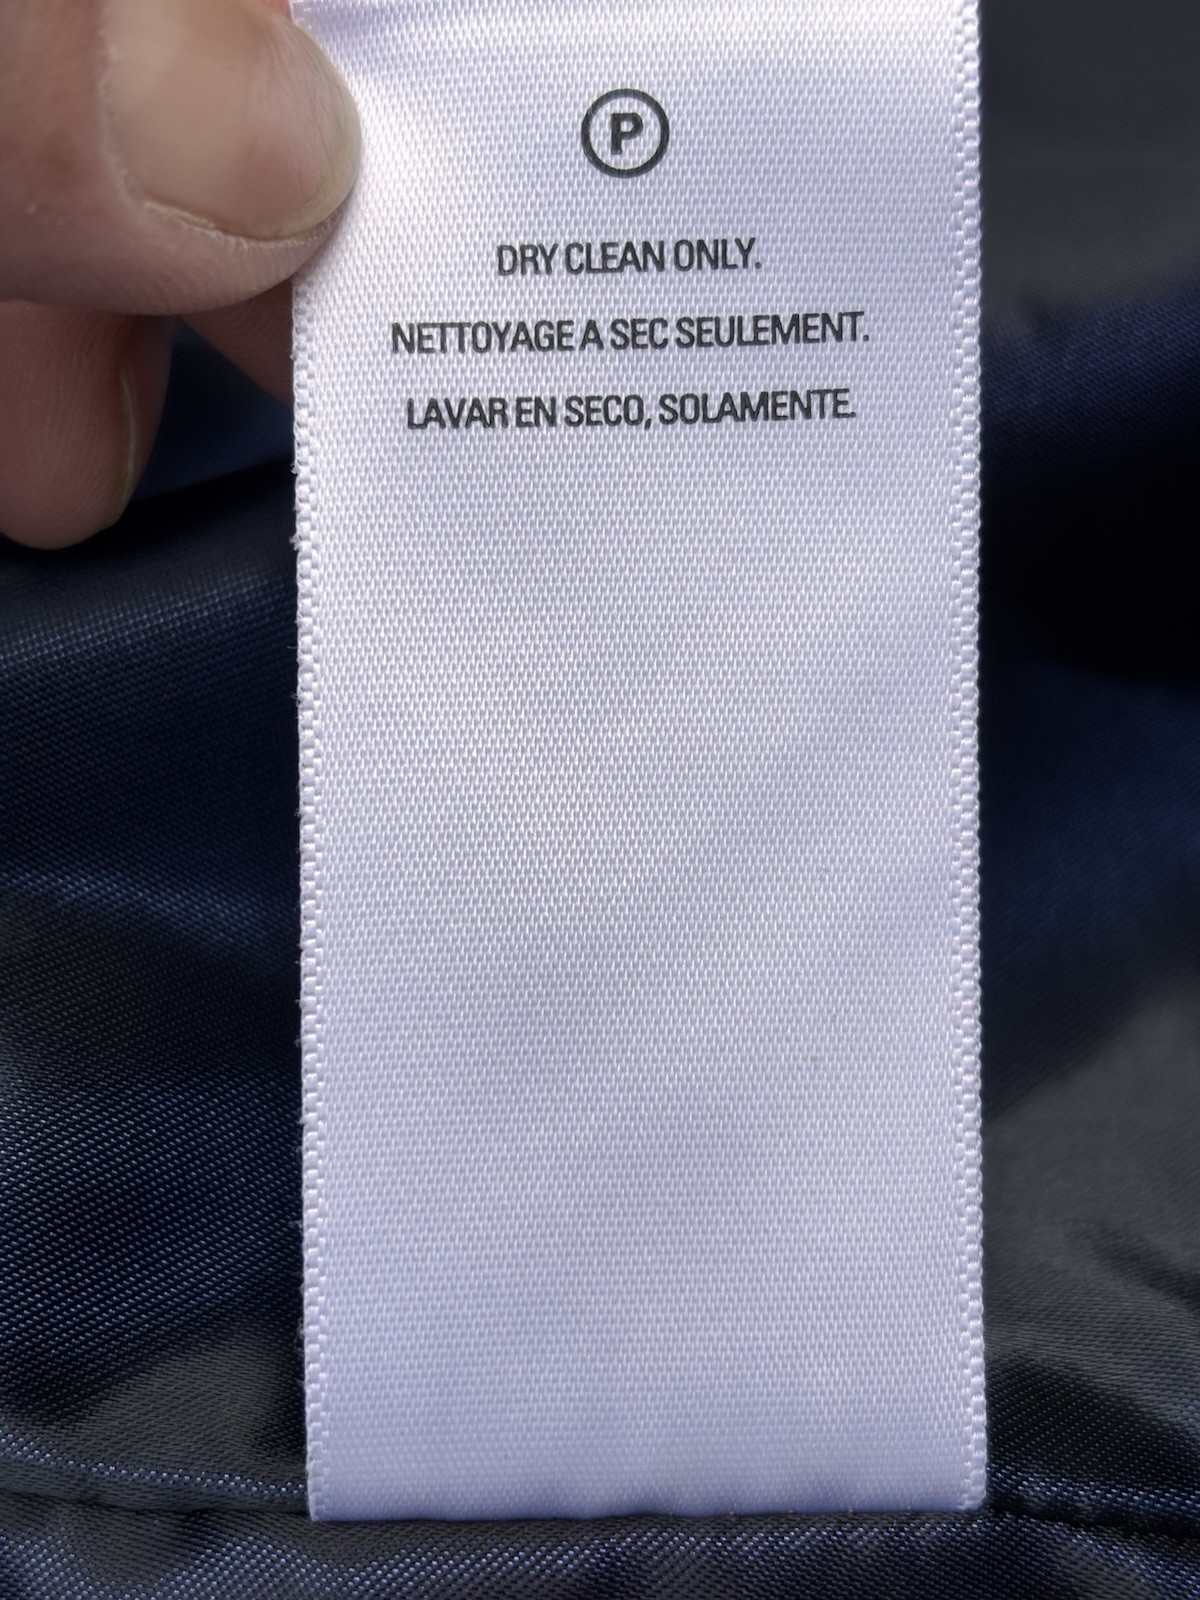 P
DRY CLEAN ONLY.
NETTOYAGE A SEC SEULEMENT.
LAVAR EN SECO, SOLAMENTE.